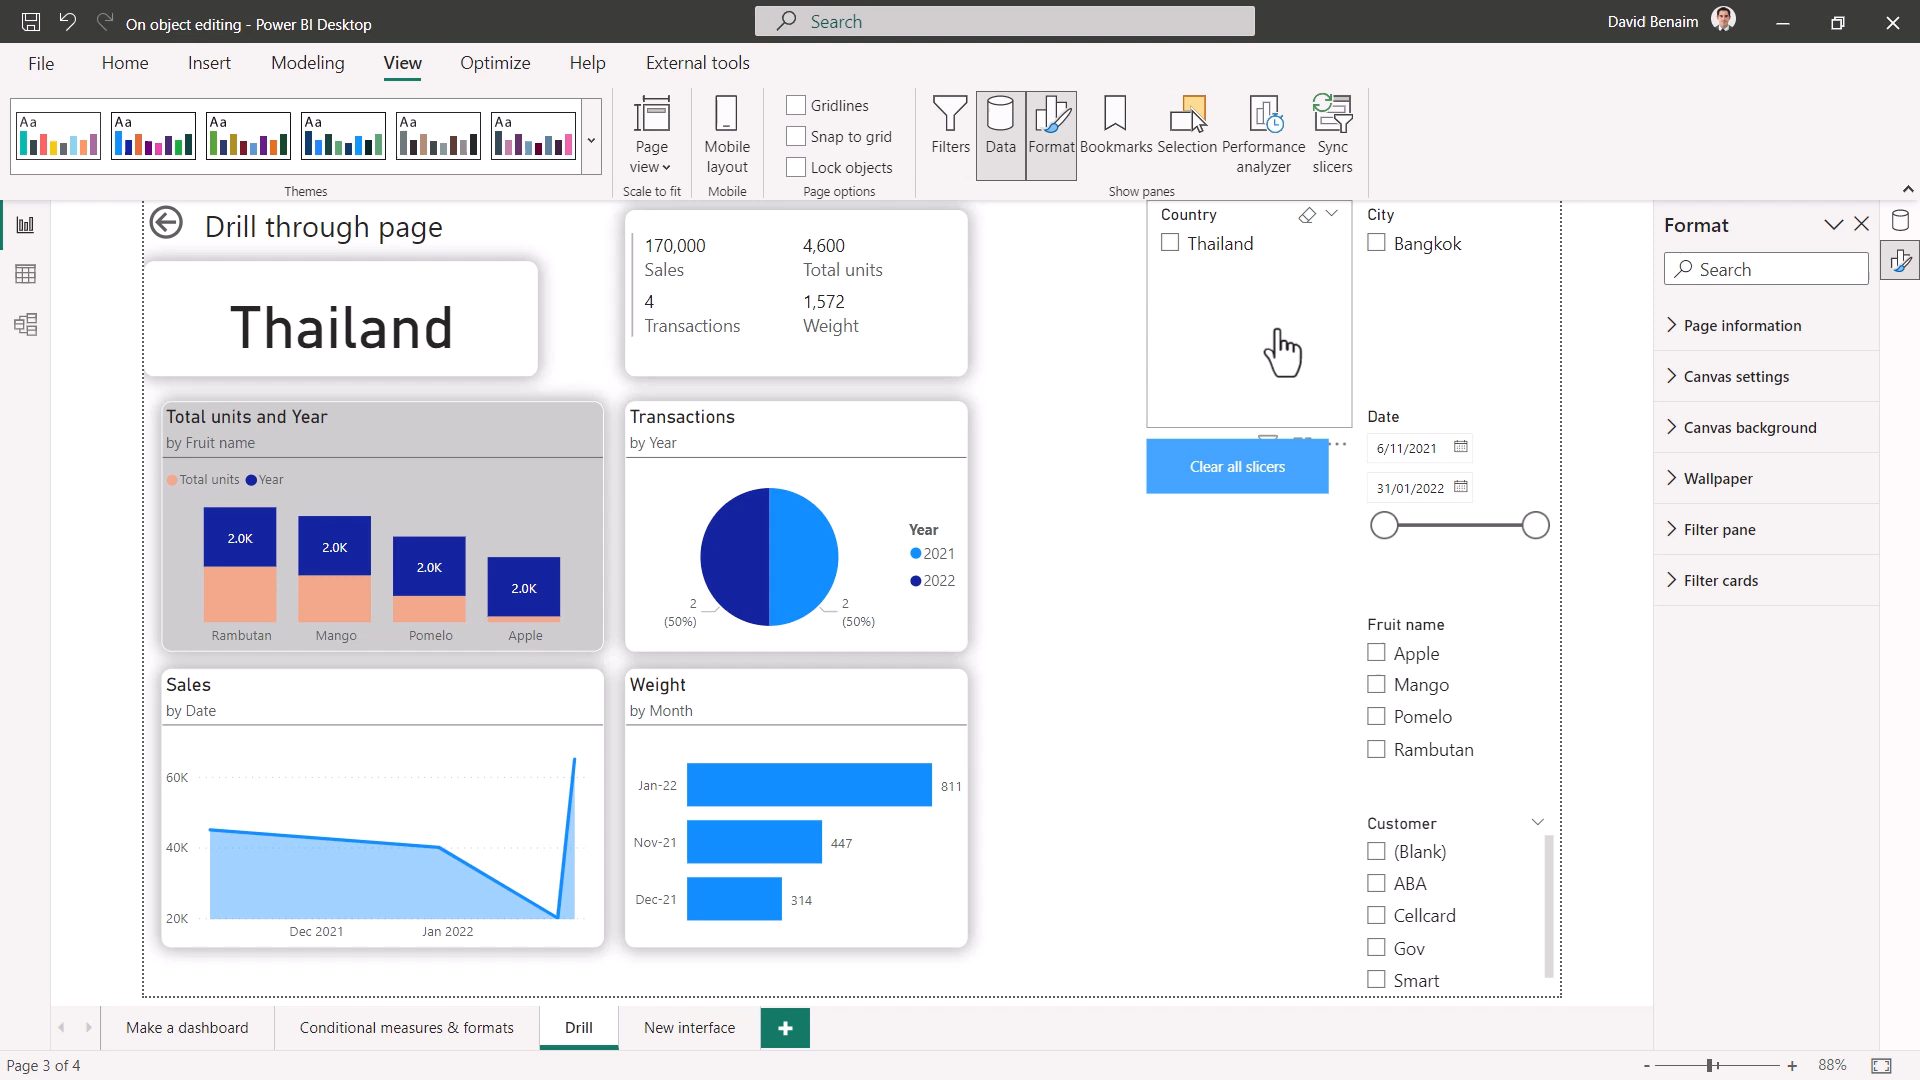 On object editing - Power BI Desktop
Search
David Benaim
File
Home
Insert
Modeling
View
Optimize
Help
External tools
Aa
Aa
Aa
Aa
Aa
Aa
Themes
Page view
Scale to fit
Mobile layout
Mobile
Gridlines
Snap to grid
Lock objects
Page options
Filters
Data
Format
Bookmarks
Selection
Performance analyzer
Sync slicers
Show panes
Drill through page
Thailand
170,000
Sales
4,600
Total units
4
Transactions
1,572
Weight
Total units and Year
by Fruit name
Total units
Year
2.0K
2.0K
2.0K
2.0K
Rambutan
Mango
Pomelo
Apple
Transactions
by Year
2
(50%)
2
(50%)
Year
2021
2022
Sales
by Date
60K
40K
20K
Dec 2021
Jan 2022
Weight
by Month
Jan-22
811
Nov-21
447
Dec-21
314
Country
Thailand
Clear all slicers
City
Bangkok
Date
6/11/2021
31/01/2022
Fruit name
Apple
Mango
Pomelo
Rambutan
Customer
(Blank)
ABA
Cellcard
Gov
Smart
Format
Search
Page information
Canvas settings
Canvas background
Wallpaper
Filter pane
Filter cards
Make a dashboard
Conditional measures & formats
Drill
New interface
+
Page 3 of 4
- +
88%